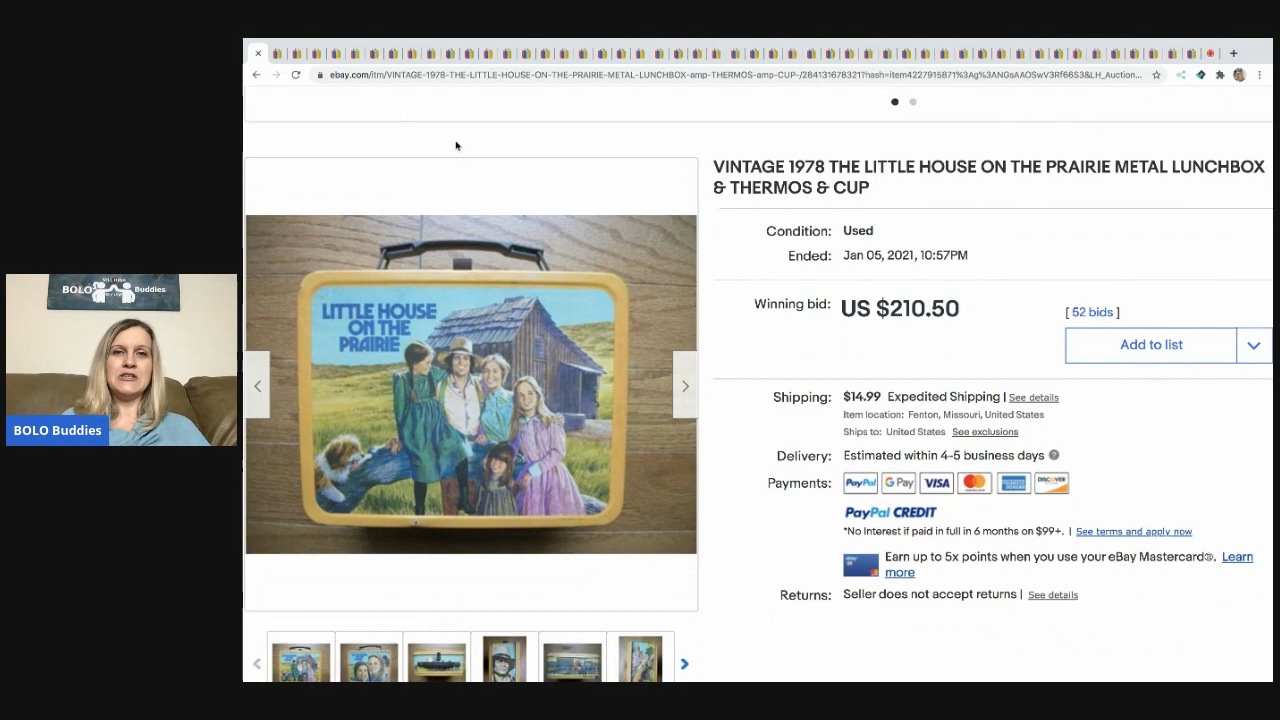 ebay.com/itm/VINTAGE-1978-THE-LITTLE-HOUSE-ON-THE-PRAIRIE-METAL-LUNCHBOX-amp-THERMOS-amp-CUP-/284131678321?hash=item4227915871%3Ag%3ANGsAAOSwV3Rf66S3&LH_Auction...
VINTAGE 1978 THE LITTLE HOUSE ON THE PRAIRIE METAL LUNCHBOX
& THERMOS & CUP
Condition: Used
Ended: Jan 05, 2021, 10:57PM
Winning bid: US $210.50 [ 52 bids ]
Add to list
LITTLE HOUSE
ON THE
PRAIRIE
Shipping: $14.99 Expedited Shipping | See details
Item location: Fenton, Missouri, United States
Ships to: United States See exclusions
Delivery: Estimated within 4-5 business days
Payments: PayPal G Pay VISA MasterCard DISCOVER
PayPal CREDIT
*No Interest if paid in full in 6 months on $99+. | See terms and apply now
Earn up to 5x points when you use your eBay Mastercard®. Learn
more
Returns: Seller does not accept returns | See details
BOLO Buddies
BOLO Buddies